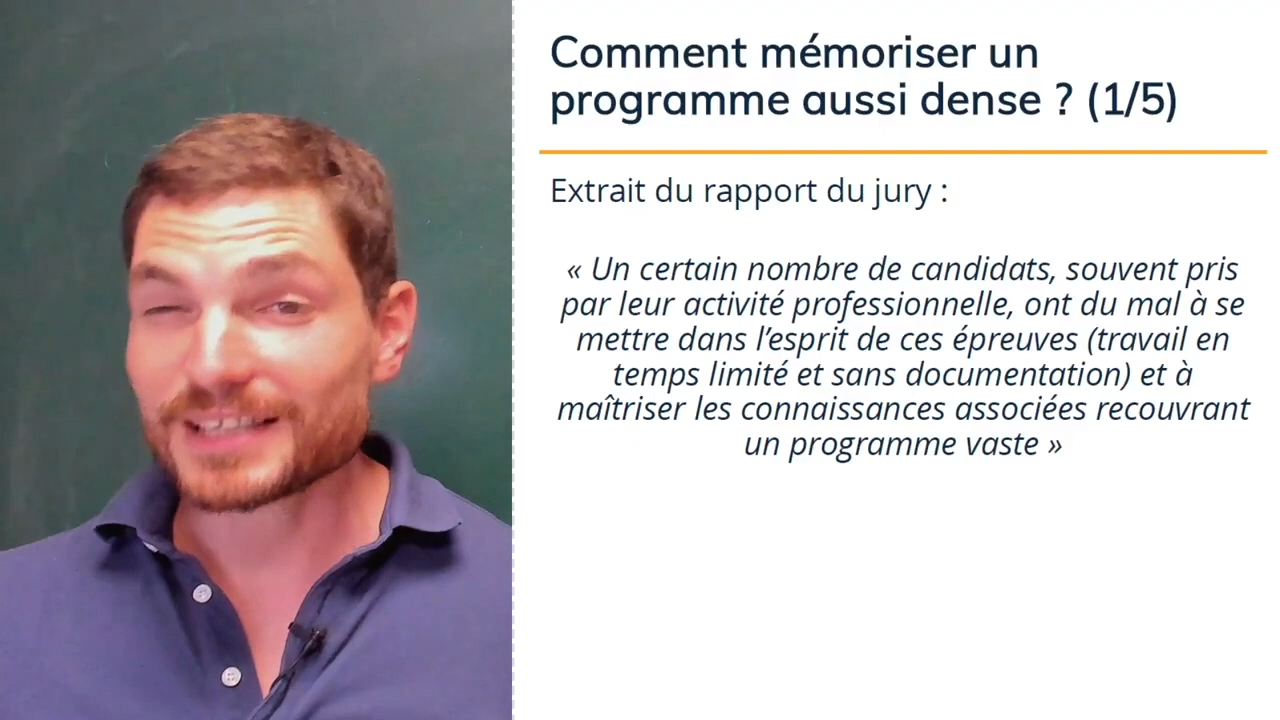 Comment mémoriser un
programme aussi dense ? (1/5)
Extrait du rapport du jury :
« Un certain nombre de candidats, souvent pris
par leur activité professionnelle, ont du mal à se
mettre dans l’esprit de ces épreuves (travail en
temps limité et sans documentation) et à
maîtriser les connaissances associées recouvrant
un programme vaste »